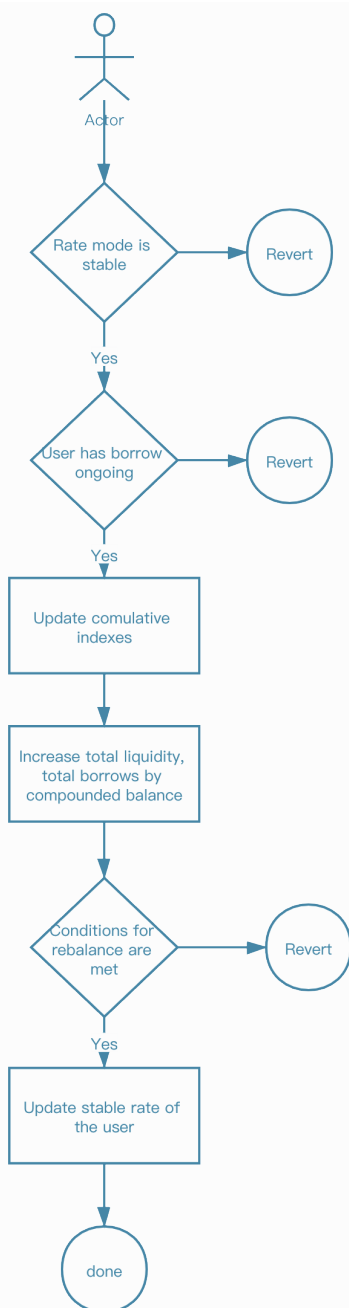 Actor
Rate mode is
stable
Revert
Yes
User has borrow
ongoing
Revert
Yes
Update comulative
indexes
Increase total liquidity,
total borrows by
compounded balance
Conditions for
rebalance are
met
Revert
Yes
Update stable rate of
the user
done